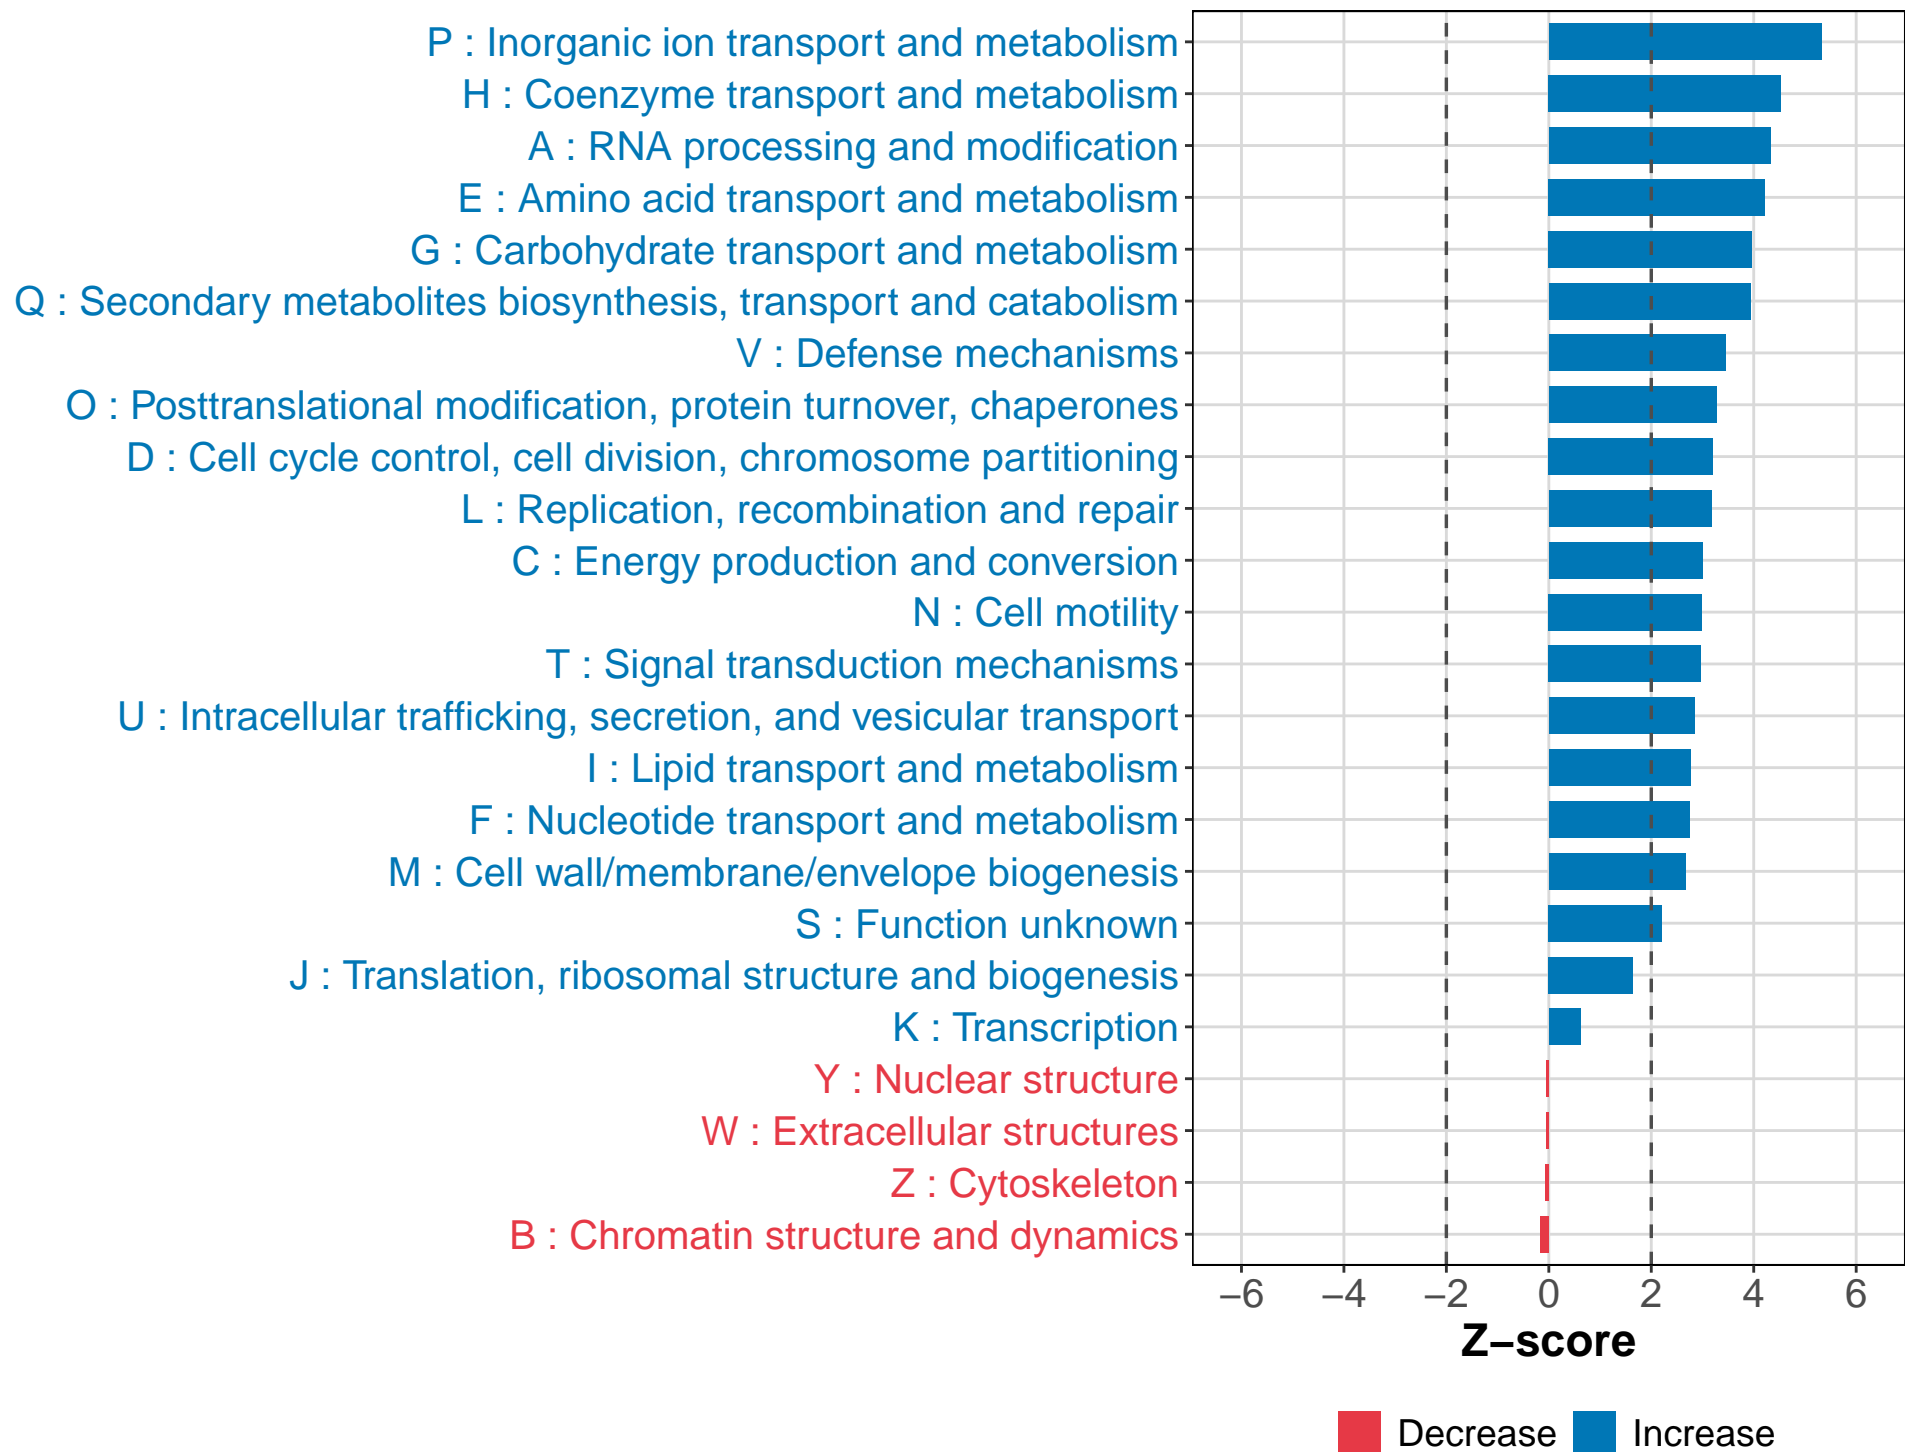 P : Inorganic ion transport and metabolism
H : Coenzyme transport and metabolism
A : RNA processing and modification
E : Amino acid transport and metabolism
G : Carbohydrate transport and metabolism
Q : Secondary metabolites biosynthesis, transport and catabolism
V : Defense mechanisms
O : Posttranslational modification, protein turnover, chaperones
D : Cell cycle control, cell division, chromosome partitioning
L : Replication, recombination and repair
C : Energy production and conversion
N : Cell motility
T : Signal transduction mechanisms
U : Intracellular trafficking, secretion, and vesicular transport
I : Lipid transport and metabolism
F : Nucleotide transport and metabolism
M : Cell wall/membrane/envelope biogenesis
S : Function unknown
J : Translation, ribosomal structure and biogenesis
K : Transcription
Y : Nuclear structure
W : Extracellular structures
Z : Cytoskeleton
B : Chromatin structure and dynamics
−6 −4 −2 0 2 4 6
Z−score
Decrease Increase